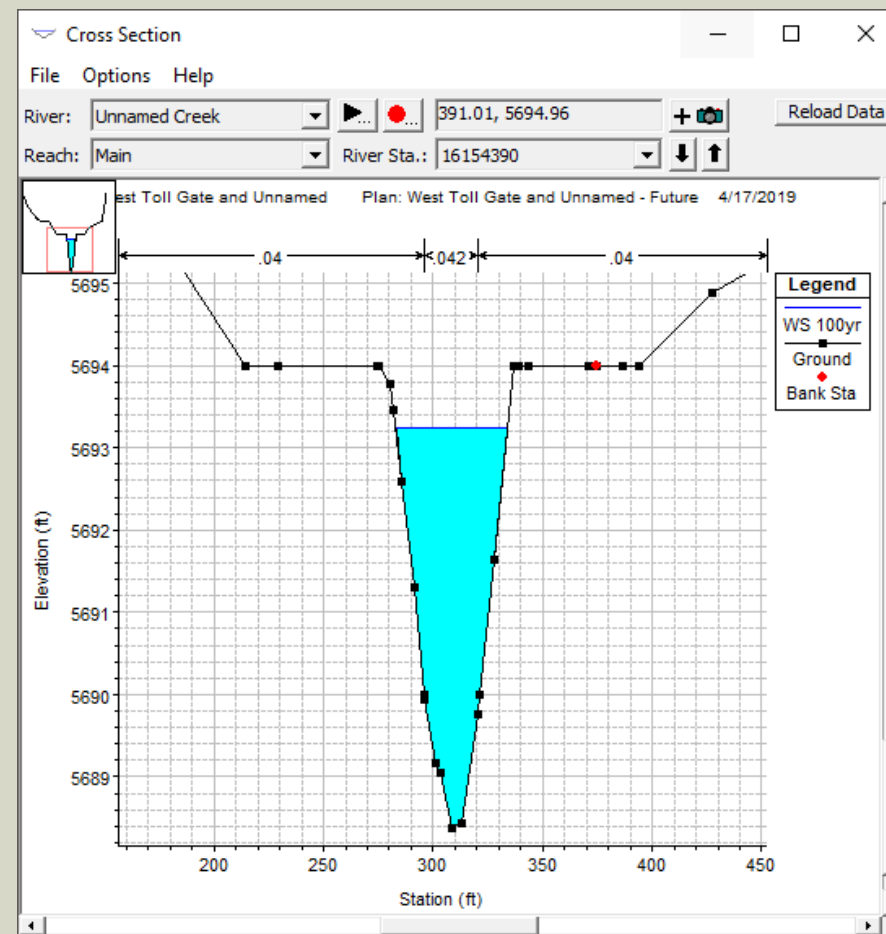 Cross Section
File Options Help
River: Unnamed Creek ... ... 391.01, 5694.96 + Reload Data
Reach: Main River Sta.: 16154390
est Toll Gate and Unnamed Plan: West Toll Gate and Unnamed - Future 4/17/2019
.04 .042 .04
5695
5694
5693
5692
5691
5690
5689
Elevation (ft)
200 250 300 350 400 450
Station (ft)
Legend
WS 100yr
Ground
Bank Sta